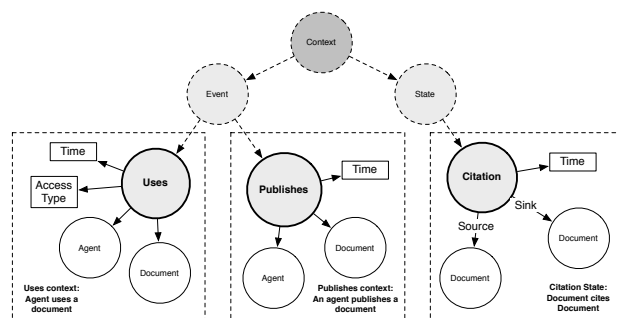 Context
Event
State
Time
Access
Type
Uses
Agent
Document
Uses context:
Agent uses a
document
Publishes
Time
Agent
Document
Publishes context:
An agent publishes a
document
Citation
Time
Source
Sink
Document
Document
Citation State:
Document cites
Document